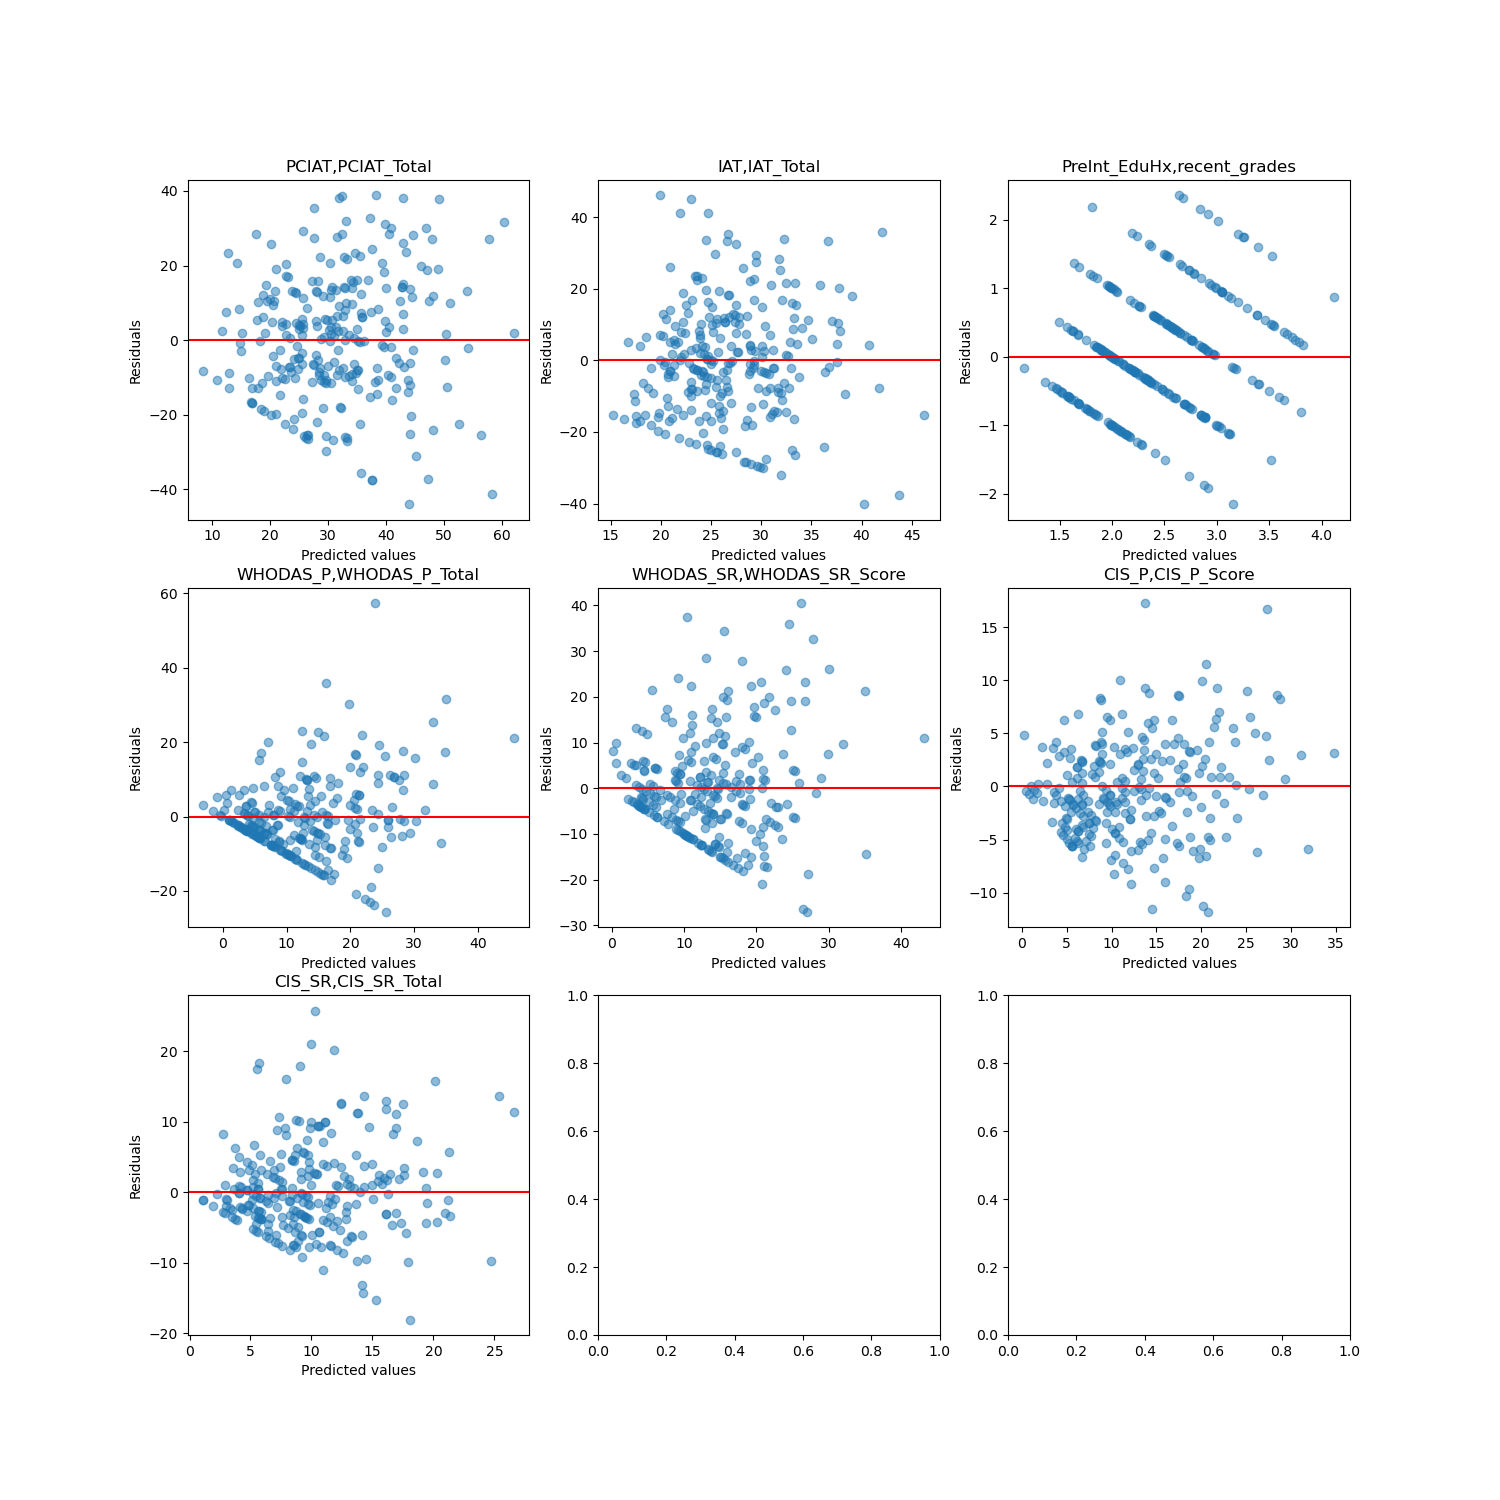 PCIAT,PCIAT_Total
IAT,IAT_Total
PreInt_EduHx,recent_grades
40
20
0
−20
−40
Residuals
10 20 30 40 50 60
Predicted values
40
20
0
−20
−40
Residuals
15 20 25 30 35 40 45
Predicted values
2
1
0
−1
−2
Residuals
1.5 2.0 2.5 3.0 3.5 4.0
Predicted values
WHODAS_P,WHODAS_P_Total
WHODAS_SR,WHODAS_SR_Score
CIS_P,CIS_P_Score
60
40
20
0
−20
Residuals
0 10 20 30 40
Predicted values
40
30
20
10
0
−10
−20
−30
Residuals
0 10 20 30 40
Predicted values
15
10
5
0
−5
−10
Residuals
0 5 10 15 20 25 30 35
Predicted values
CIS_SR,CIS_SR_Total
20
10
0
−10
−20
Residuals
0 5 10 15 20 25
Predicted values
1.0
0.8
0.6
0.4
0.2
0.0
0.0 0.2 0.4 0.6 0.8 1.0
1.0
0.8
0.6
0.4
0.2
0.0
0.0 0.2 0.4 0.6 0.8 1.0